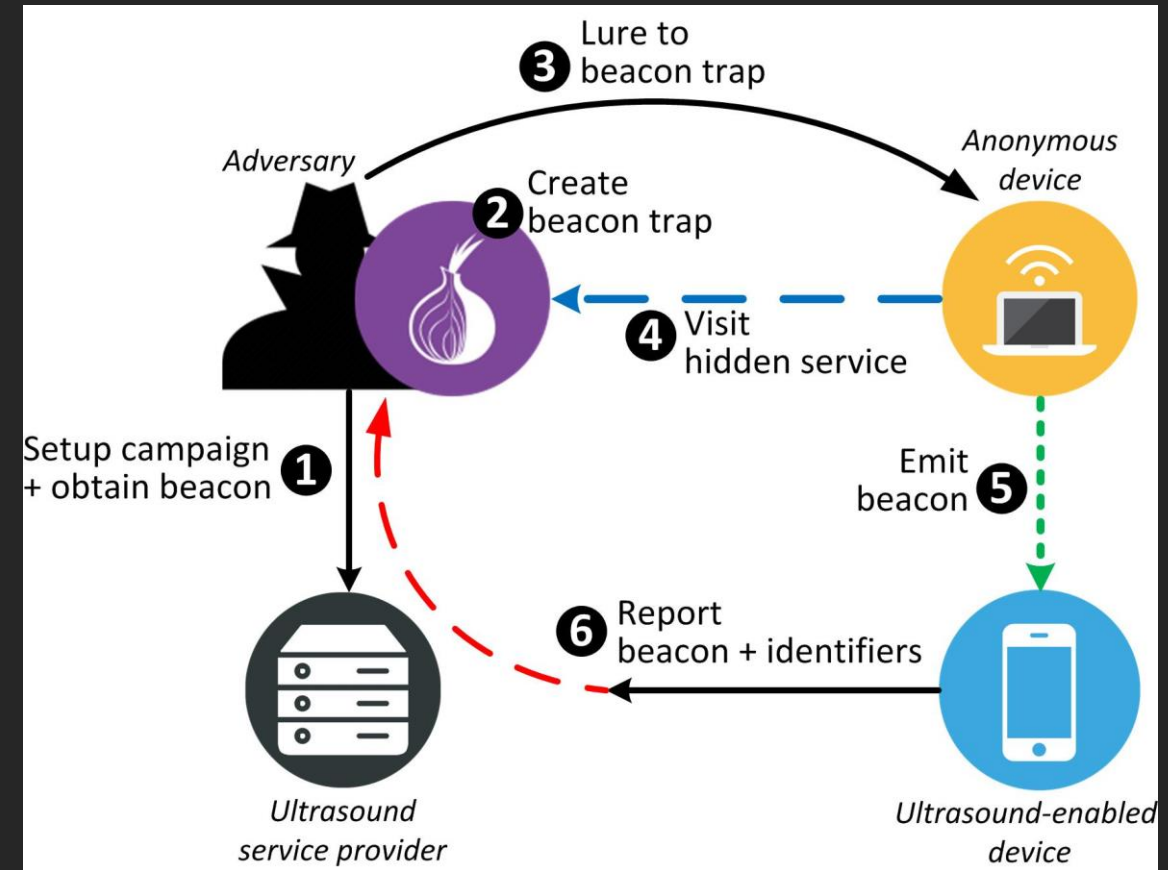 3 Lure to
beacon trap
Adversary
Anonymous
device
2 Create
beacon trap
4 Visit
hidden service
Setup campaign
+ obtain beacon 1
Emit
beacon 5
6 Report
beacon + identifiers
Ultrasound
service provider
Ultrasound-enabled
device